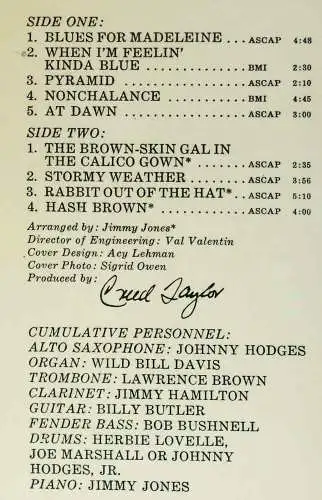 SIDE ONE:
1. BLUES FOR MADELEINE ... ASCAP 4:48
2. WHEN I'M FEELIN'
KINDA BLUE ........... BMI 2:30
3. PYRAMID ............. ASCAP 3:10
4. NONCHALANCE ....... BMI 4:45
5. AT DAWN ............. ASCAP 3:00
SIDE TWO:
1. THE BROWN-SKIN GAL IN
THE CALICO GOWN* ..... ASCAP 2:35
2. STORMY WEATHER ..... ASCAP 3:56
3. RABBIT OUT OF THE HAT* .. ASCAP 5:10
4. HASH BROWN* ......... ASCAP 4:00
Arranged by: Jimmy Jones*
Director of Engineering: Val Valentin
Cover Design: Acy Lehman
Cover Photo: Sigrid Owen
Produced by:
Creed Taylor
CUMULATIVE PERSONNEL:
ALTO SAXOPHONE: JOHNNY HODGES
ORGAN: WILD BILL DAVIS
TROMBONE: LAWRENCE BROWN
CLARINET: JIMMY HAMILTON
GUITAR: BILLY BUTLER
FENDER BASS: BOB BUSHNELL
DRUMS: HERBIE LOVELLE,
JOE MARSHALL OR JOHNNY
HODGES, JR.
PIANO: JIMMY JONES